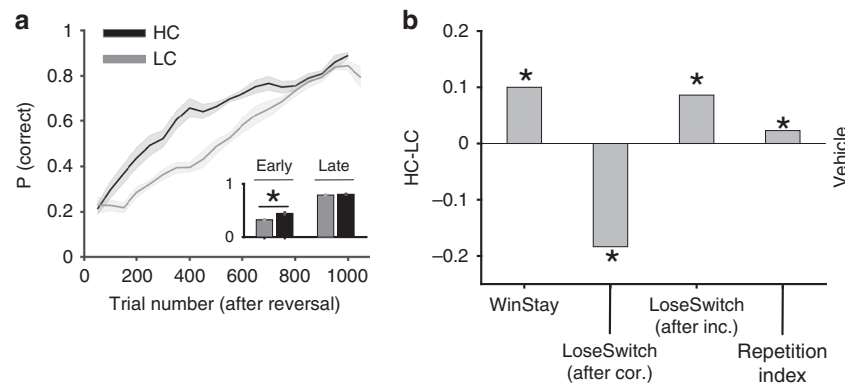 a
HC
LC
P (correct)
1
0.8
0.6
0.4
0.2
0
0 200 400 600 800 1000
Trial number (after reversal)
Early Late
1
*
0
b
HC-LC
0.2
0.1
0
−0.1
−0.2
* * * *
WinStay
LoseSwitch
(after cor.)
LoseSwitch
(after inc.)
Repetition
index
Vehicle